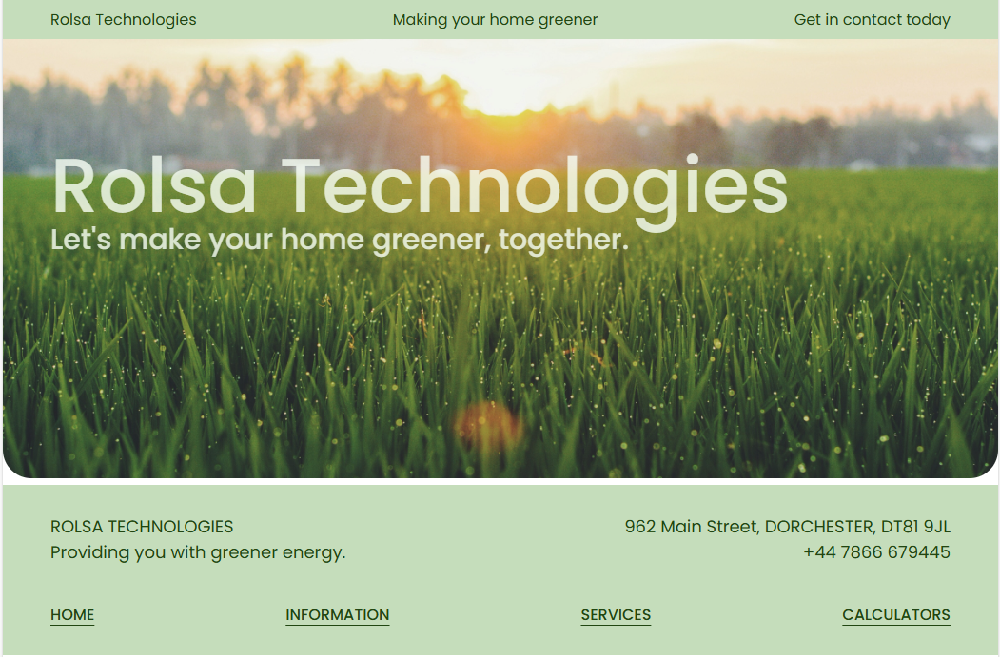 Rolsa Technologies Making your home greener Get in contact today
Rolsa Technologies
Let's make your home greener, together.
ROLSA TECHNOLOGIES 962 Main Street, DORCHESTER, DT81 9JL
Providing you with greener energy. +44 7866 679445
HOME INFORMATION SERVICES CALCULATORS